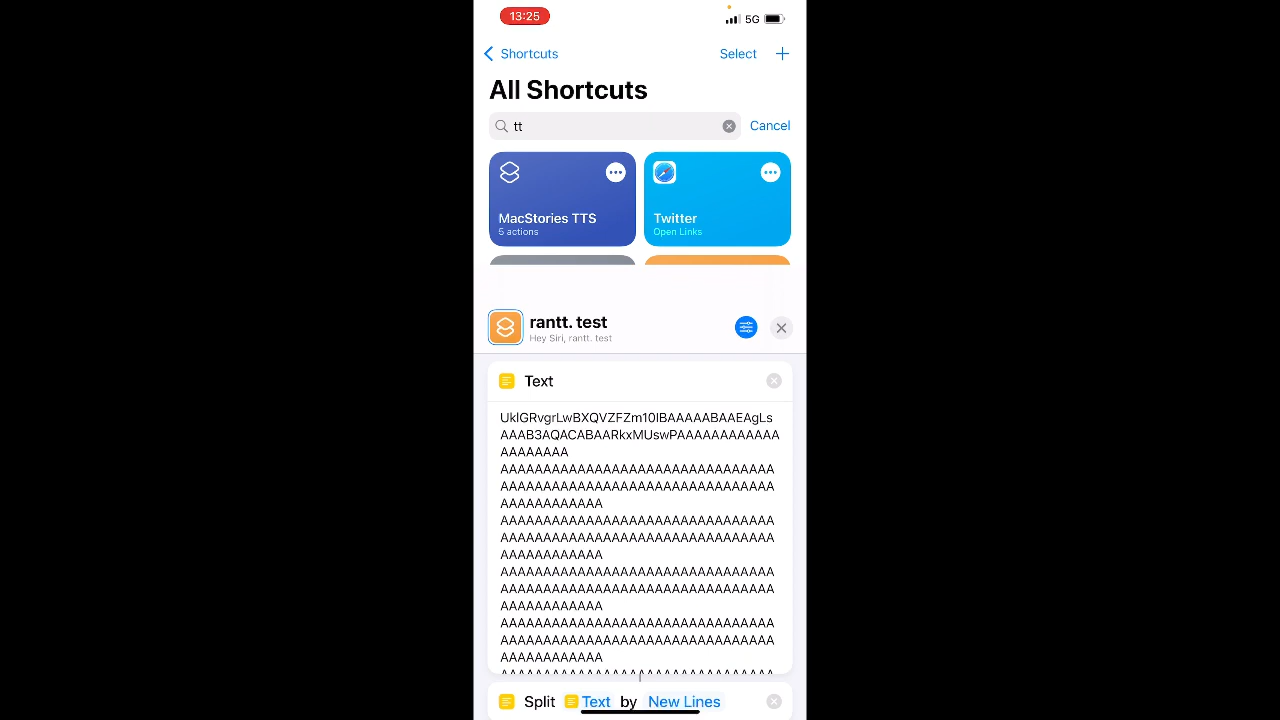 13:25
5G
Shortcuts
Select
All Shortcuts
tt
Cancel
MacStories TTS
5 actions
Twitter
Open Links
rantt. test
Hey Siri, rantt. test
Text
UklGRvgrLwBXQVZFZm10IBAAAAABAAEAgLs
AAAB3AQACABAARkxMUswPAAAAAAAAAAAA
AAAAAAAA
AAAAAAAAAAAAAAAAAAAAAAAAAAAAAAAA
AAAAAAAAAAAAAAAAAAAAAAAAAAAAAAAA
AAAAAAAAAAAA
AAAAAAAAAAAAAAAAAAAAAAAAAAAAAAAA
AAAAAAAAAAAAAAAAAAAAAAAAAAAAAAAA
AAAAAAAAAAAA
AAAAAAAAAAAAAAAAAAAAAAAAAAAAAAAA
AAAAAAAAAAAAAAAAAAAAAAAAAAAAAAAA
AAAAAAAAAAAA
AAAAAAAAAAAAAAAAAAAAAAAAAAAAAAAA
AAAAAAAAAAAAAAAAAAAAAAAAAAAAAAAA
AAAAAAAAAAAA
Split Text by New Lines